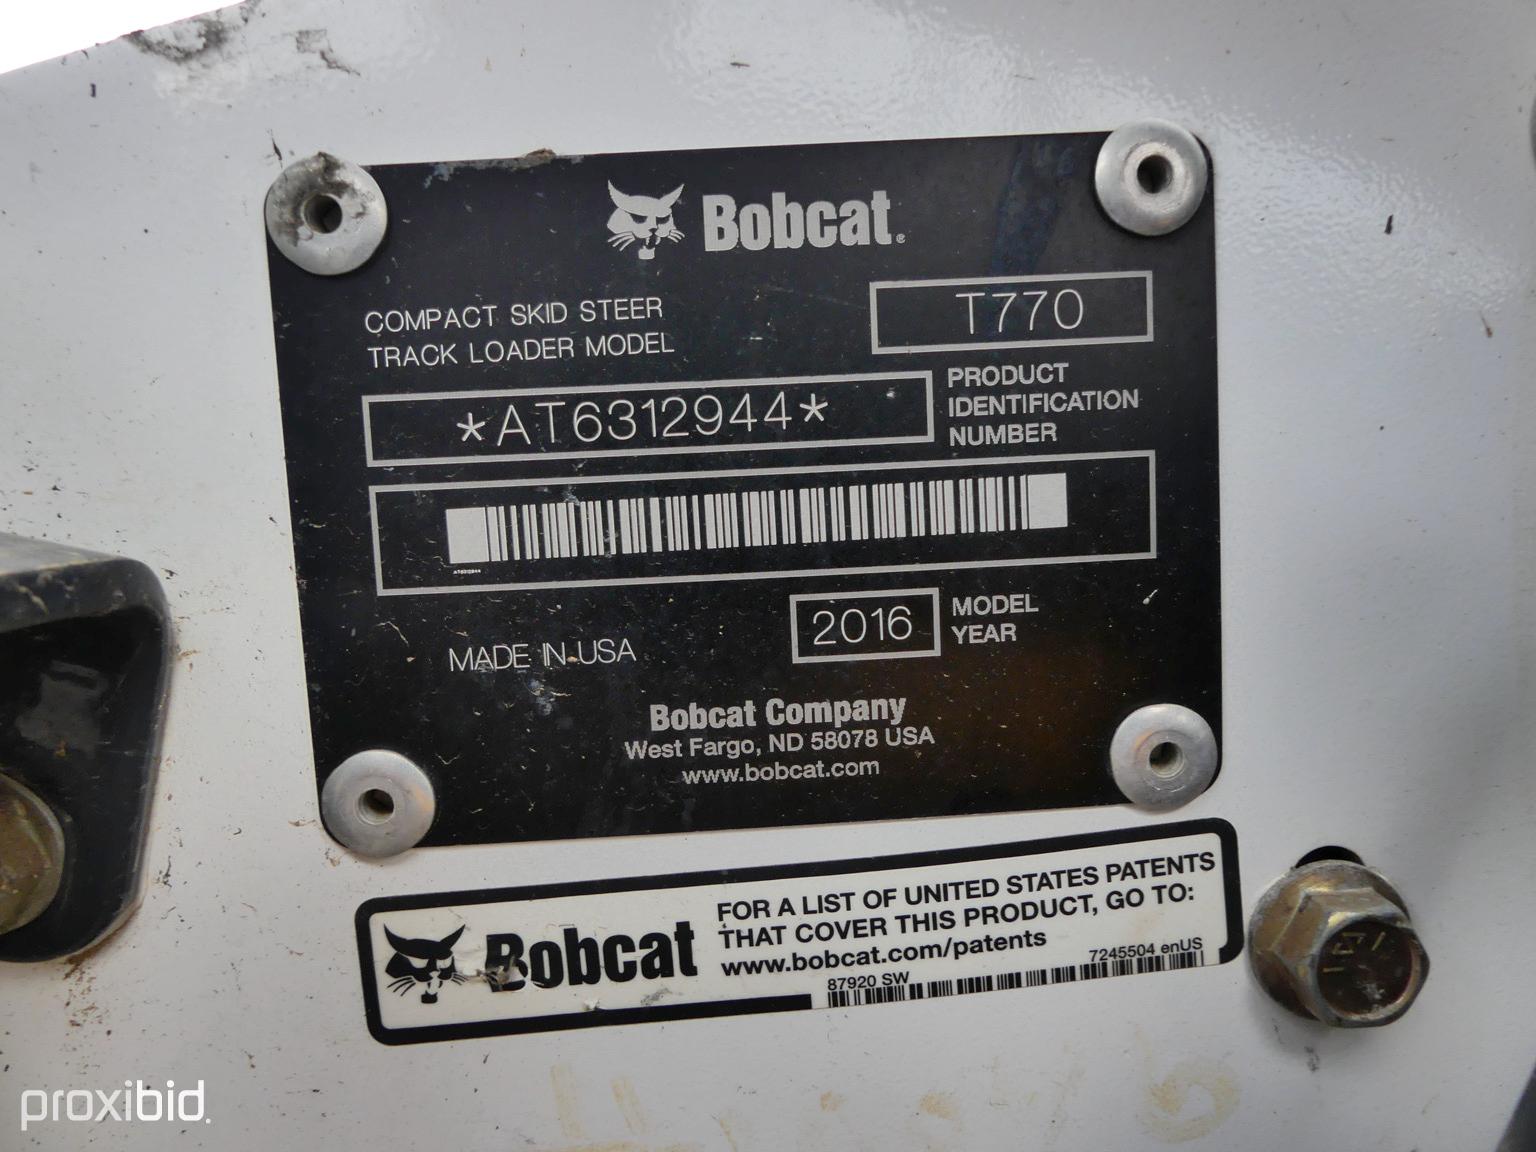 Bobcat®
COMPACT SKID STEER
TRACK LOADER MODEL
T770
*AT6312944*
PRODUCT
IDENTIFICATION
NUMBER
AT6312944
MADE IN USA
2016
MODEL
YEAR
Bobcat Company
West Fargo, ND 58078 USA
www.bobcat.com
Bobcat
FOR A LIST OF UNITED STATES PATENTS
THAT COVER THIS PRODUCT, GO TO:
www.bobcat.com/patents
87920 SW
7245504 enUS
proxibid.